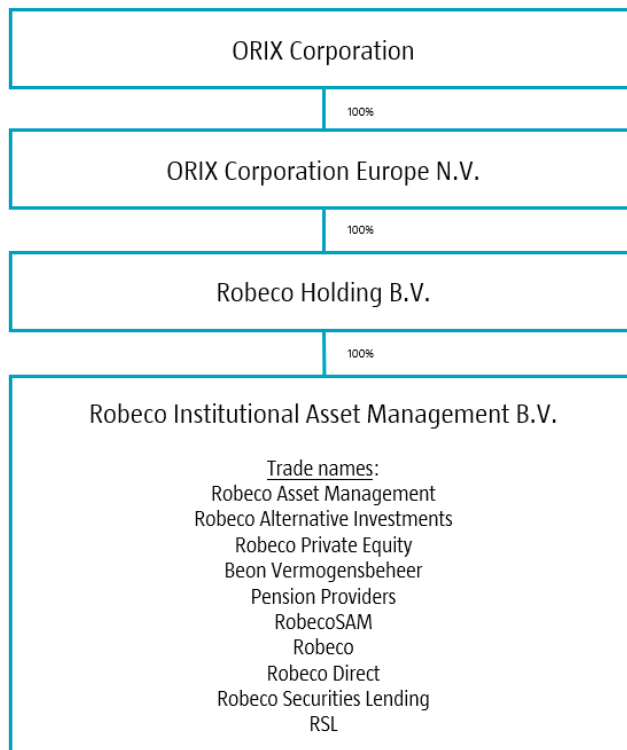 ORIX Corporation
100%
ORIX Corporation Europe N.V.
100%
Robeco Holding B.V.
100%
Robeco Institutional Asset Management B.V.
Trade names:
Robeco Asset Management
Robeco Alternative Investments
Robeco Private Equity
Beon Vermogensbeheer
Pension Providers
RobecoSAM
Robeco
Robeco Direct
Robeco Securities Lending
RSL